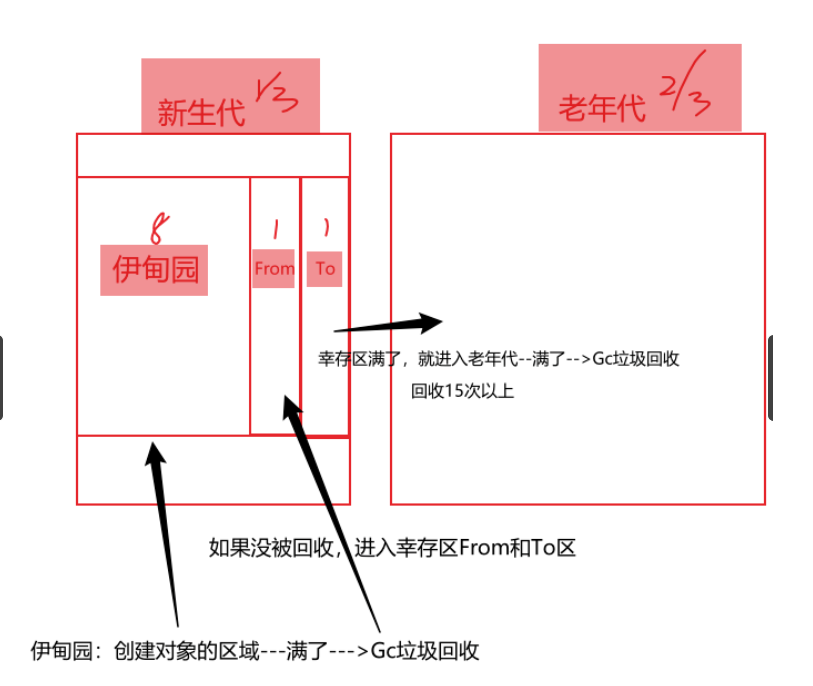 新生代 1/3
老年代 2/3
8
1
1
伊甸园
From
To
幸存区满了，就进入老年代--满了-->Gc垃圾回收
回收15次以上
如果没被回收，进入幸存区From和To区
伊甸园：创建对象的区域---满了--->Gc垃圾回收